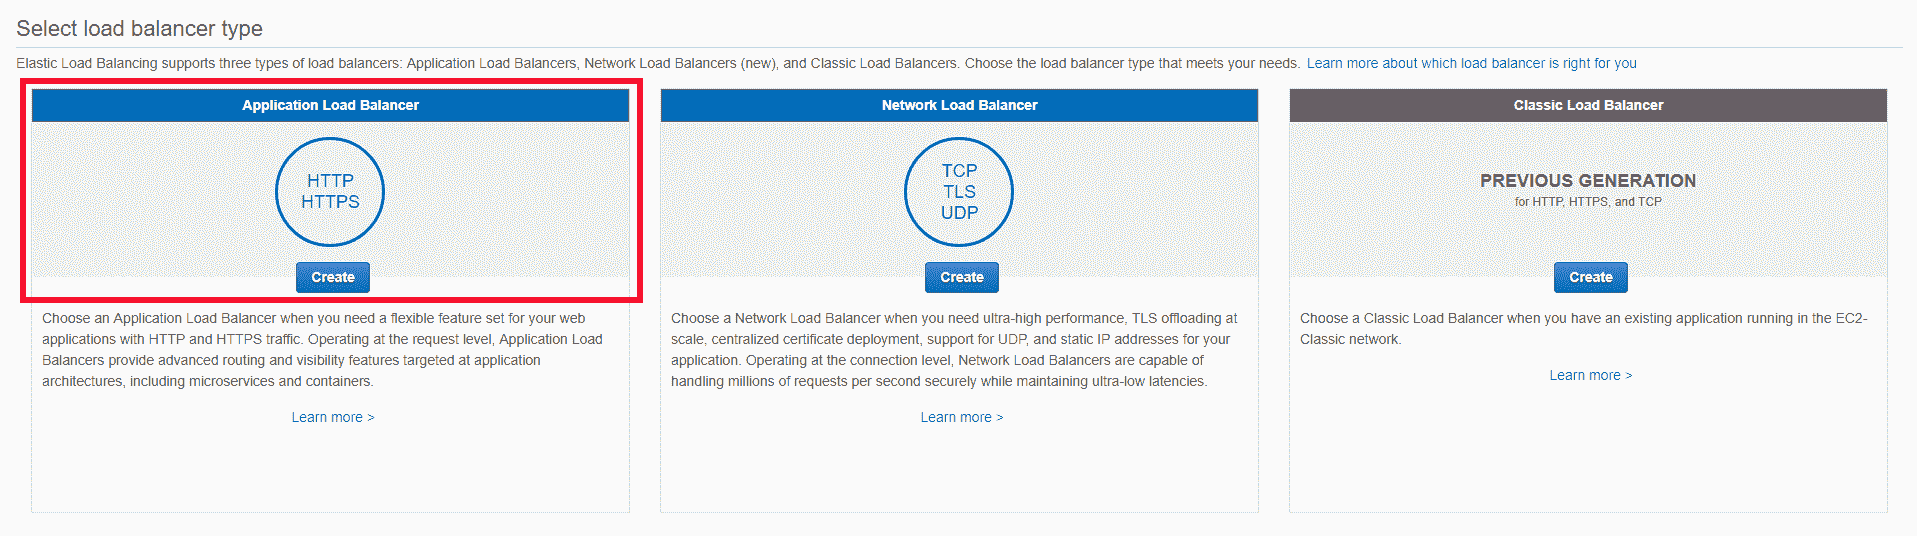 Select load balancer type
Elastic Load Balancing supports three types of load balancers: Application Load Balancers, Network Load Balancers (new), and Classic Load Balancers. Choose the load balancer type that meets your needs. Learn more about which load balancer is right for you
Application Load Balancer
HTTP
HTTPS
Create
Choose an Application Load Balancer when you need a flexible feature set for your web
applications with HTTP and HTTPS traffic. Operating at the request level, Application Load
Balancers provide advanced routing and visibility features targeted at application
architectures, including microservices and containers.
Learn more >
Network Load Balancer
TCP
TLS
UDP
Create
Choose a Network Load Balancer when you need ultra-high performance, TLS offloading at
scale, centralized certificate deployment, support for UDP, and static IP addresses for your
application. Operating at the connection level, Network Load Balancers are capable of
handling millions of requests per second securely while maintaining ultra-low latencies.
Learn more >
Classic Load Balancer
PREVIOUS GENERATION
for HTTP, HTTPS, and TCP
Create
Choose a Classic Load Balancer when you have an existing application running in the EC2-
Classic network.
Learn more >